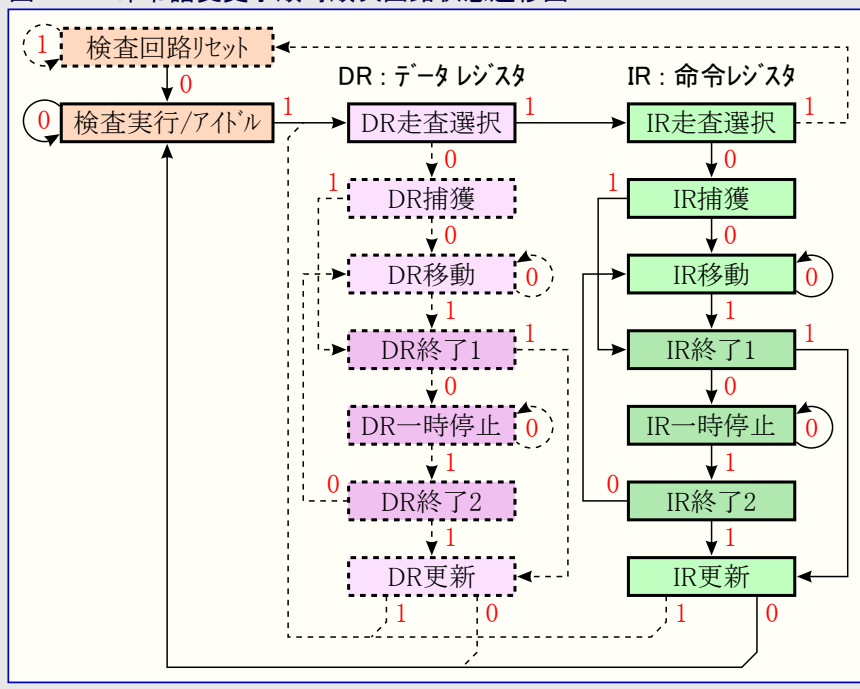 1
検査回路リセット
0
DR : データ レジスタ
IR : 命令レジスタ
0
検査実行/アイドル
1
DR走査選択
1
IR走査選択
1
0
0
1
DR捕獲
1
IR捕獲
0
0
DR移動
0
IR移動
0
1
1
DR終了1
1
IR終了1
1
0
0
DR一時停止
0
IR一時停止
0
1
1
0
DR終了2
0
IR終了2
1
1
DR更新
IR更新
1
0
1
0